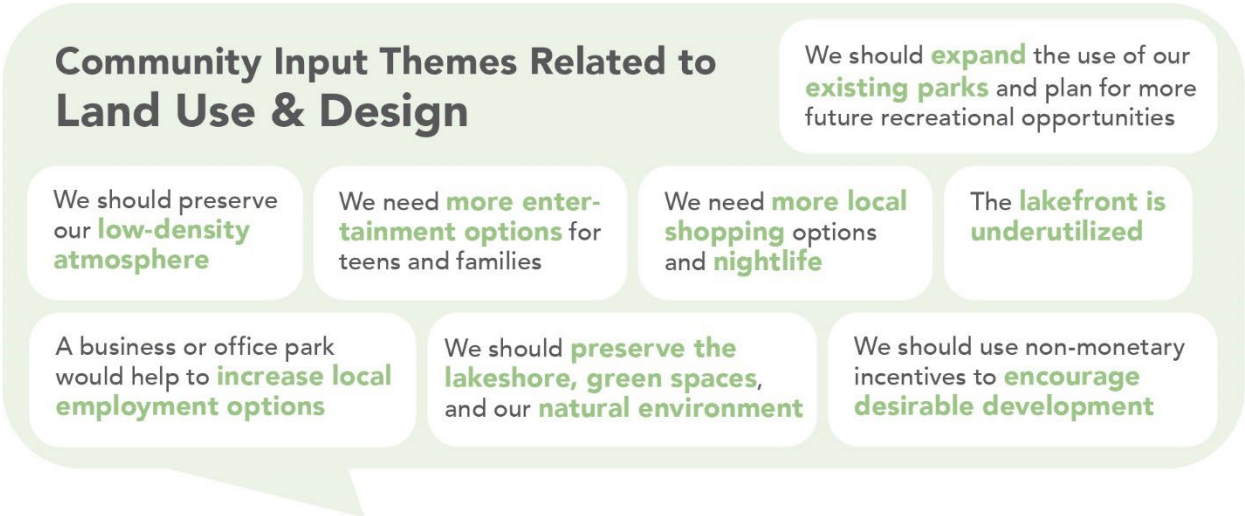 Community Input Themes Related to
Land Use & Design
We should expand the use of our
existing parks and plan for more
future recreational opportunities
We should preserve
our low-density
atmosphere
We need more enter-
tainment options for
teens and families
We need more local
shopping options
and nightlife
The lakefront is
underutilized
A business or office park
would help to increase local
employment options
We should preserve the
lakeshore, green spaces,
and our natural environment
We should use non-monetary
incentives to encourage
desirable development